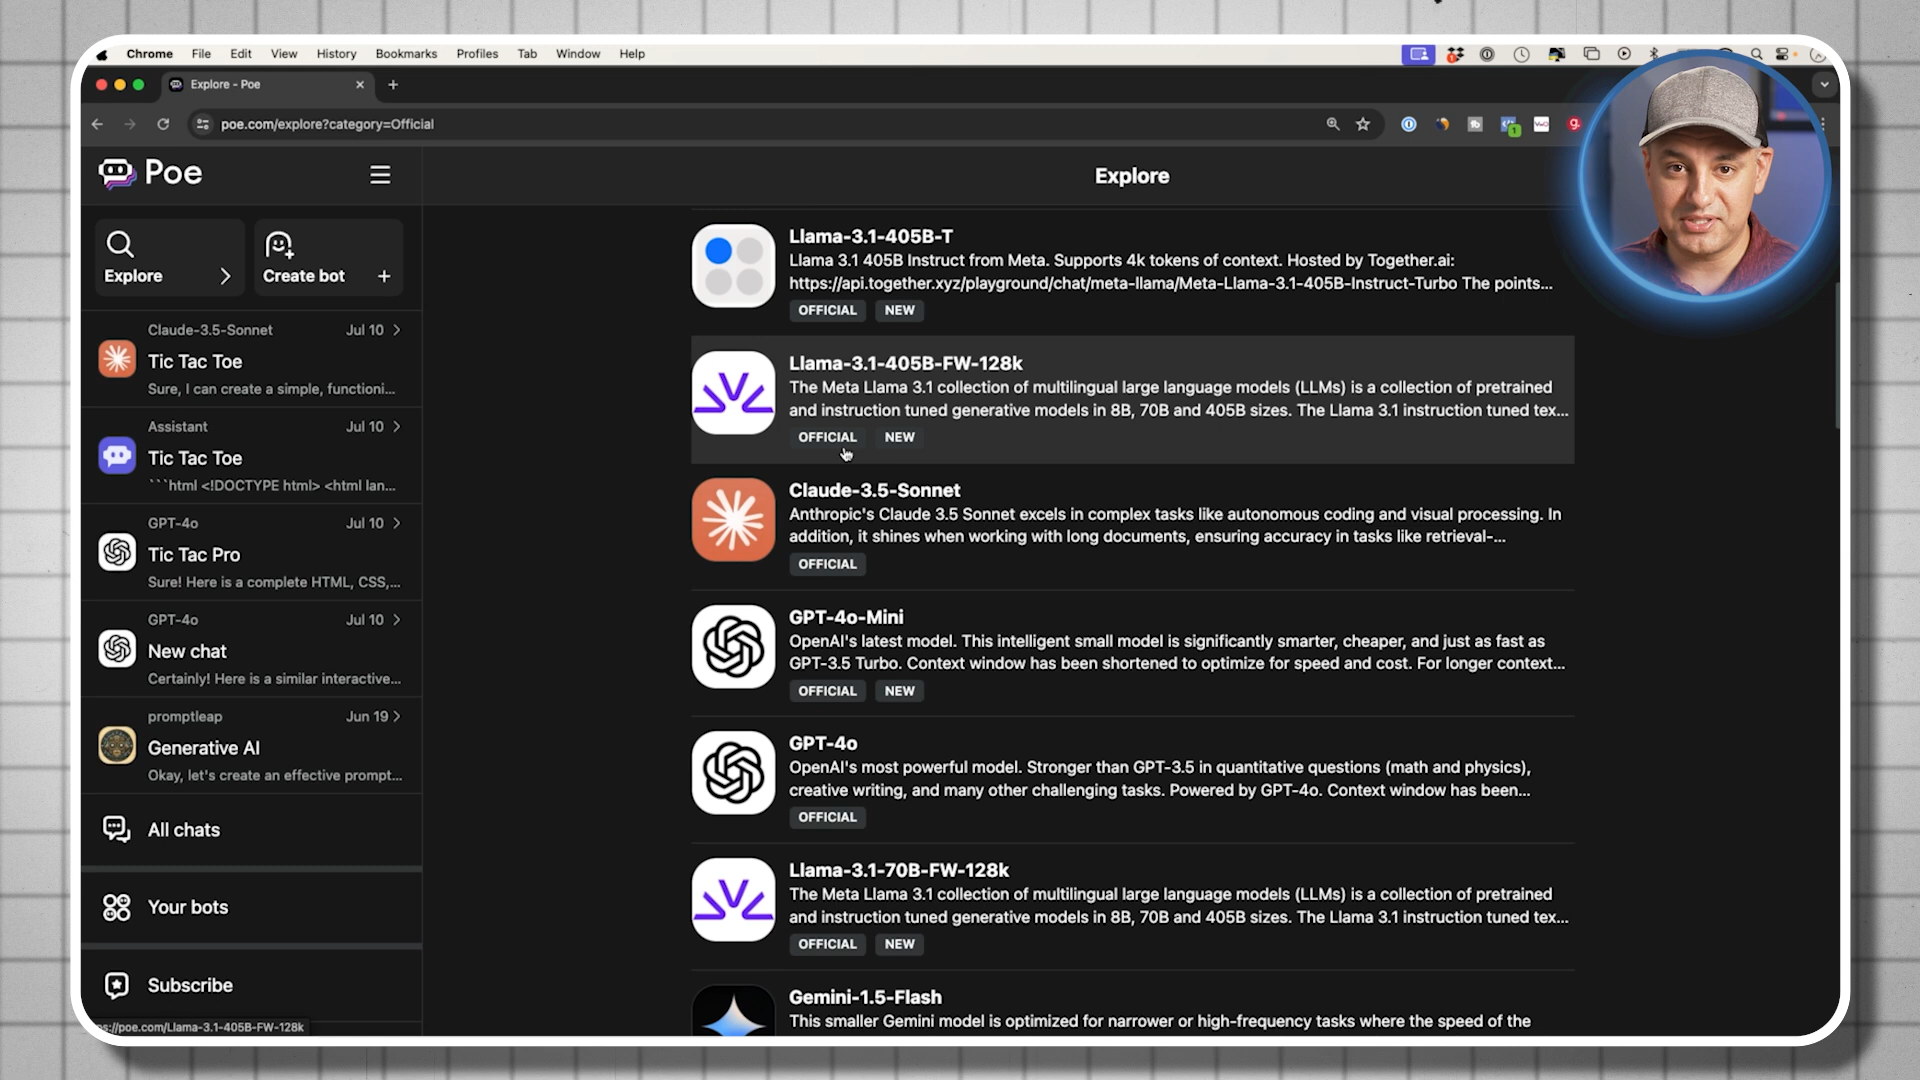 Chrome File Edit View History Bookmarks Profiles Tab Window Help
Explore - Poe
poe.com/explore?category=Official
Poe
Explore
Explore
Create bot
Claude-3.5-Sonnet Jul 10
Tic Tac Toe
Sure, I can create a simple, functioni...
Assistant Jul 10
Tic Tac Toe
```html <!DOCTYPE html> <html lan...
GPT-4o Jul 10
Tic Tac Pro
Sure! Here is a complete HTML, CSS,...
GPT-4o Jul 10
New chat
Certainly! Here is a similar interactive...
promptleap Jun 19
Generative AI
Okay, let's create an effective prompt...
All chats
Your bots
Subscribe
s://poe.com/Llama-3.1-405B-FW-128k
Llama-3.1-405B-T
Llama 3.1 405B Instruct from Meta. Supports 4k tokens of context. Hosted by Together.ai:
https://api.together.xyz/playground/chat/meta-llama/Meta-Llama-3.1-405B-Instruct-Turbo The points...
OFFICIAL NEW
Llama-3.1-405B-FW-128k
The Meta Llama 3.1 collection of multilingual large language models (LLMs) is a collection of pretrained
and instruction tuned generative models in 8B, 70B and 405B sizes. The Llama 3.1 instruction tuned tex...
OFFICIAL NEW
Claude-3.5-Sonnet
Anthropic's Claude 3.5 Sonnet excels in complex tasks like autonomous coding and visual processing. In
addition, it shines when working with long documents, ensuring accuracy in tasks like retrieval-...
OFFICIAL
GPT-4o-Mini
OpenAI's latest model. This intelligent small model is significantly smarter, cheaper, and just as fast as
GPT-3.5 Turbo. Context window has been shortened to optimize for speed and cost. For longer context...
OFFICIAL NEW
GPT-4o
OpenAI's most powerful model. Stronger than GPT-3.5 in quantitative questions (math and physics),
creative writing, and many other challenging tasks. Powered by GPT-4o. Context window has been...
OFFICIAL
Llama-3.1-70B-FW-128k
The Meta Llama 3.1 collection of multilingual large language models (LLMs) is a collection of pretrained
and instruction tuned generative models in 8B, 70B and 405B sizes. The Llama 3.1 instruction tuned tex...
OFFICIAL NEW
Gemini-1.5-Flash
This smaller Gemini model is optimized for narrower or high-frequency tasks where the speed of the